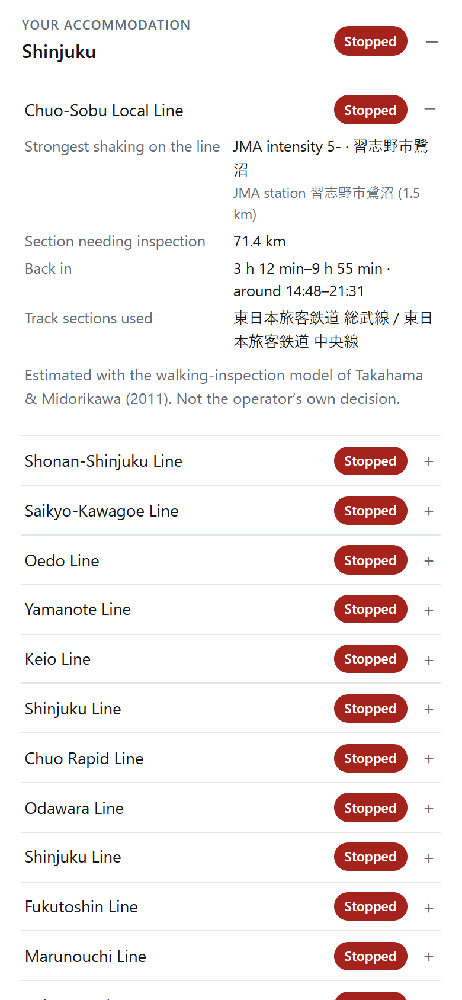 YOUR ACCOMMODATION
Shinjuku
Stopped
Chuo-Sobu Local Line
Stopped
Strongest shaking on the line
JMA intensity 5- · 習志野市鷺
沼
JMA station 習志野市鷺沼 (1.5
km)
Section needing inspection
71.4 km
Back in
3 h 12 min–9 h 55 min ·
around 14:48–21:31
Track sections used
東日本旅客鉄道 総武線 / 東日
本旅客鉄道 中央線
Estimated with the walking-inspection model of Takahama
& Midorikawa (2011). Not the operator’s own decision.
Shonan-Shinjuku Line
Stopped
Saikyo-Kawagoe Line
Stopped
Oedo Line
Stopped
Yamanote Line
Stopped
Keio Line
Stopped
Shinjuku Line
Stopped
Chuo Rapid Line
Stopped
Odawara Line
Stopped
Shinjuku Line
Stopped
Fukutoshin Line
Stopped
Marunouchi Line
Stopped